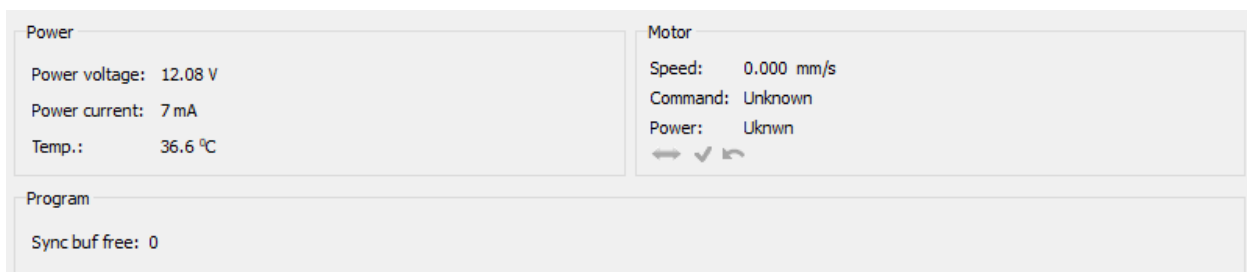 Power
Power voltage: 12.08 V
Power current: 7 mA
Temp.: 36.6 ⁰C
Motor
Speed: 0.000 mm/s
Command: Unknown
Power: Uknwn
Program
Sync buf free: 0